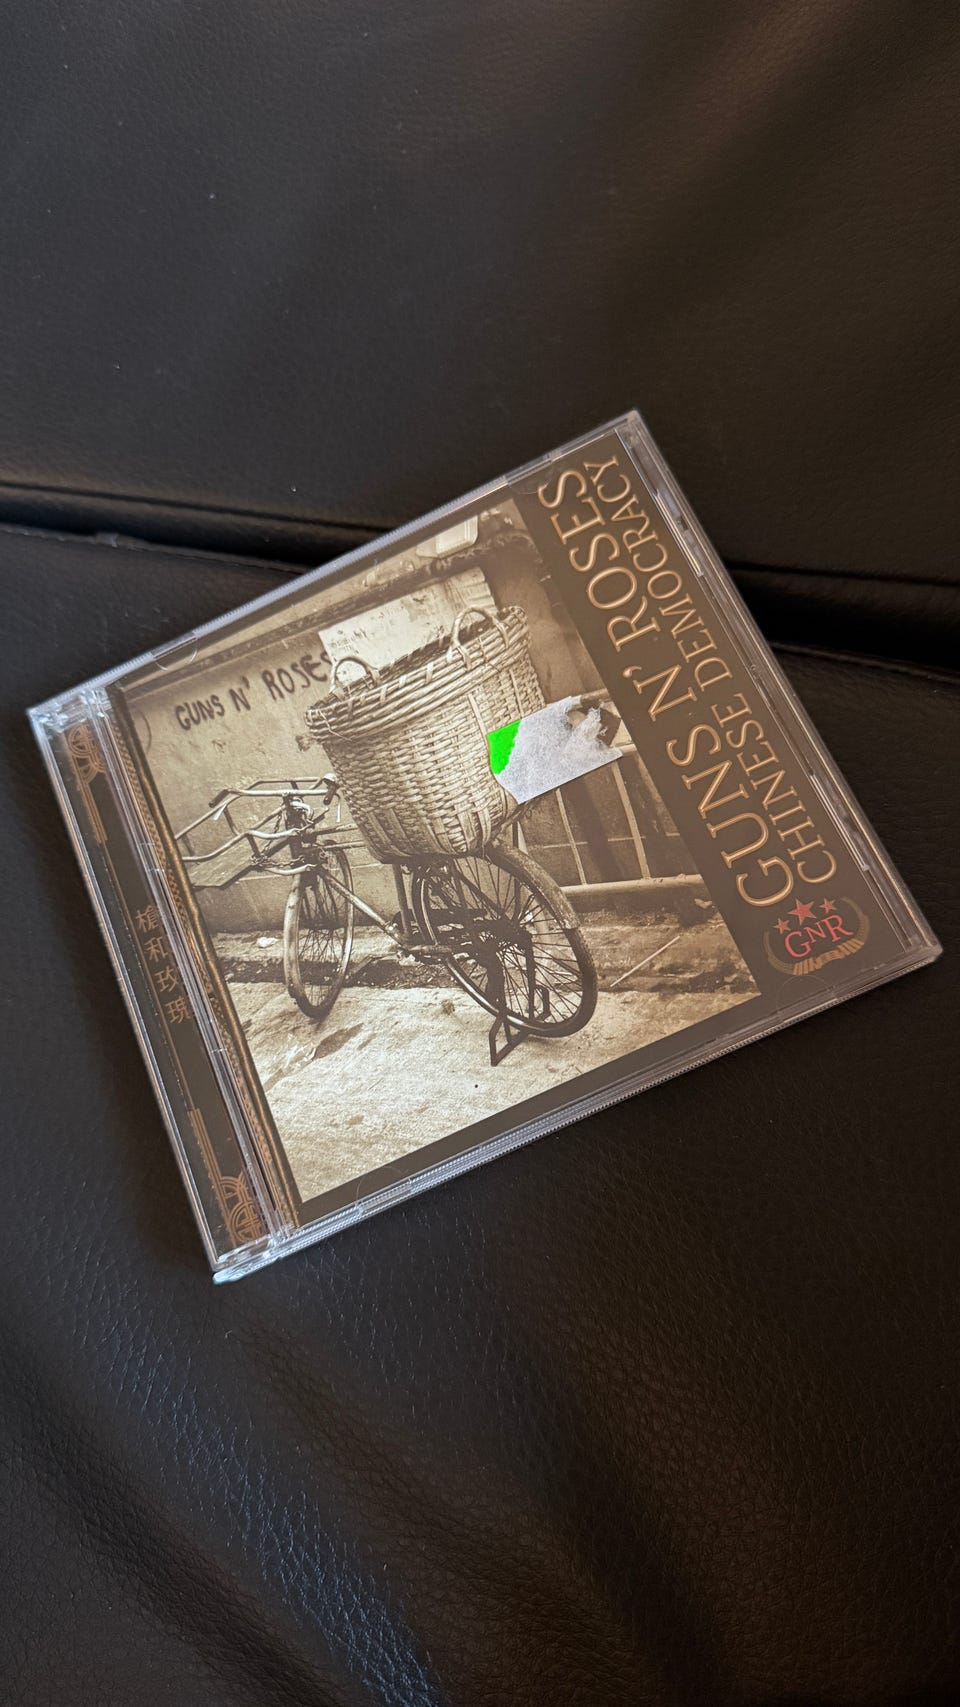 GUNS N' ROSES
CHINESE DEMOCRACY
GNR
GUNS N' ROSES
槍和玫瑰